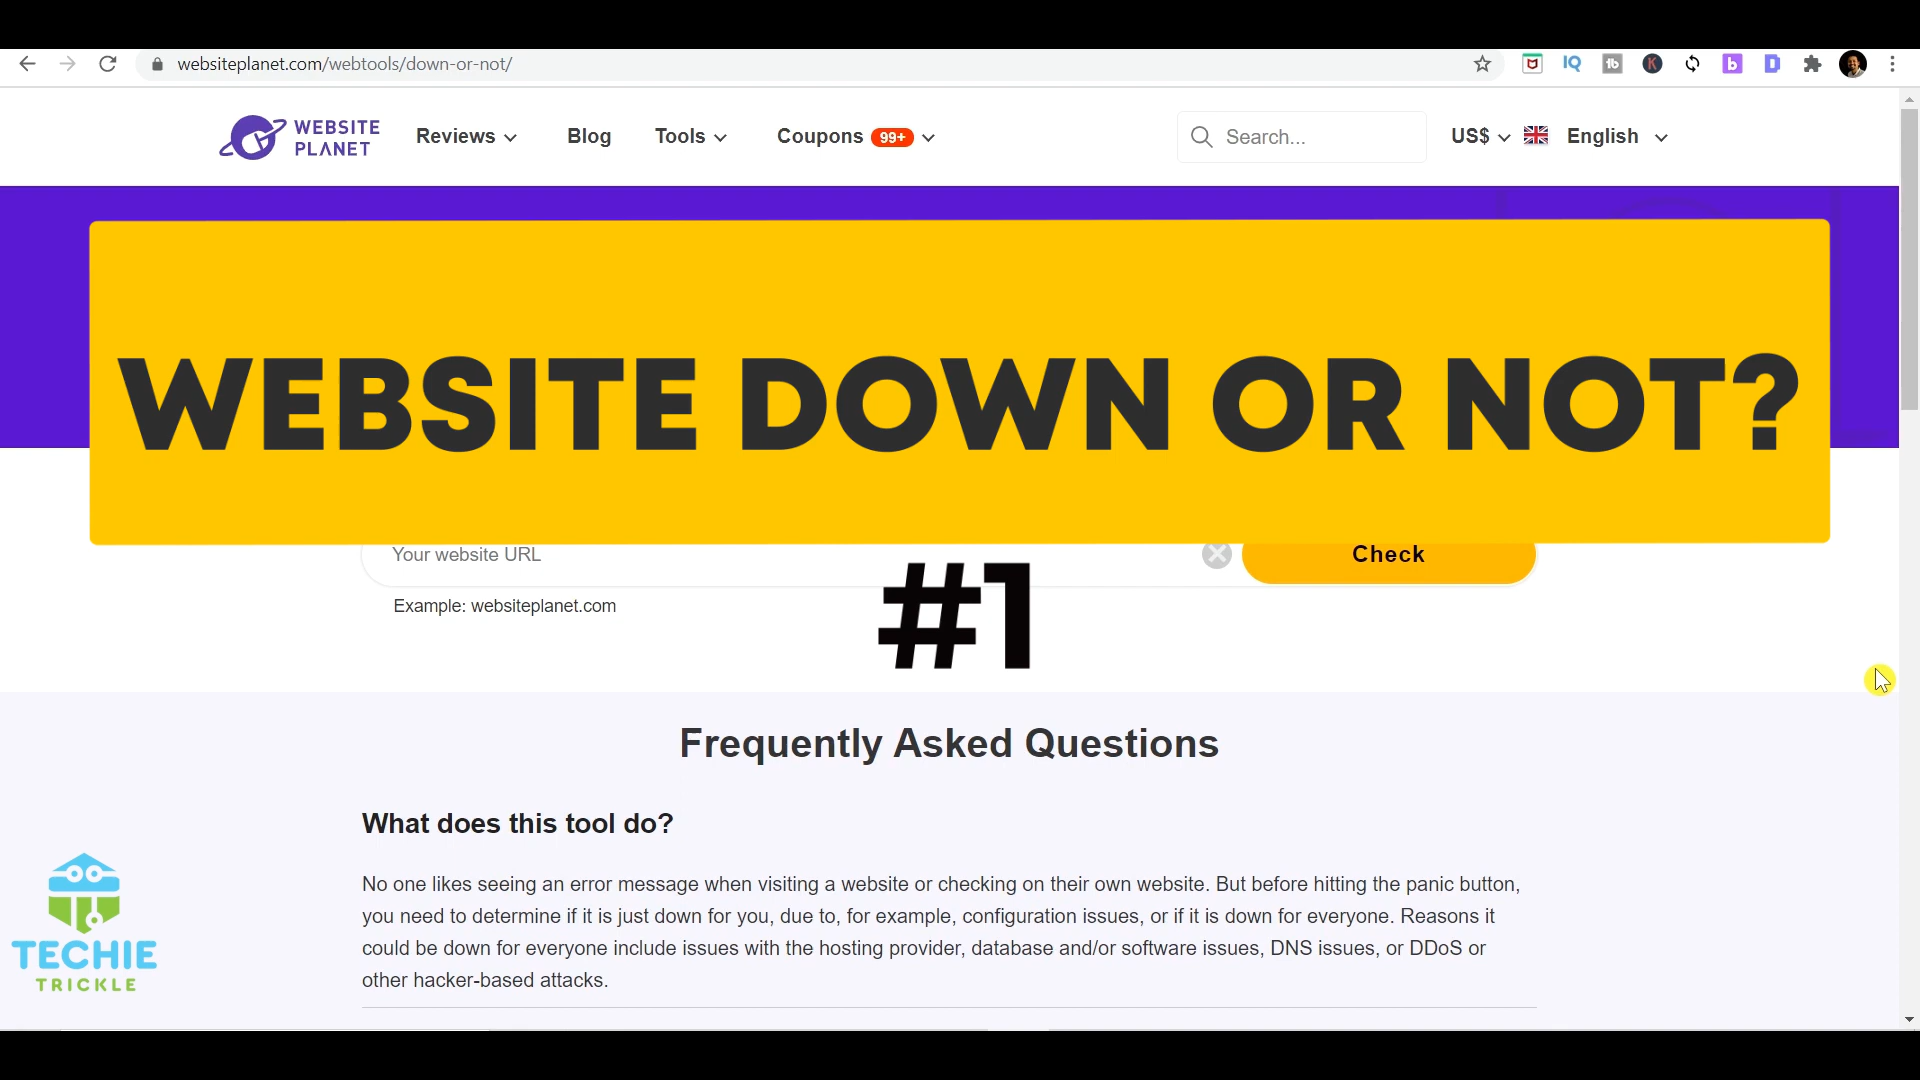 websiteplanet.com/webtools/down-or-not/
WEBSITE PLANET
Reviews
Blog
Tools
Coupons 99+
Search...
US$
English
WEBSITE DOWN OR NOT?
Your website URL
Check
#1
Example: websiteplanet.com
Frequently Asked Questions
What does this tool do?
No one likes seeing an error message when visiting a website or checking on their own website. But before hitting the panic button,
you need to determine if it is just down for you, due to, for example, configuration issues, or if it is down for everyone. Reasons it
could be down for everyone include issues with the hosting provider, database and/or software issues, DNS issues, or DDoS or
other hacker-based attacks.
TECHIE
TRICKLE